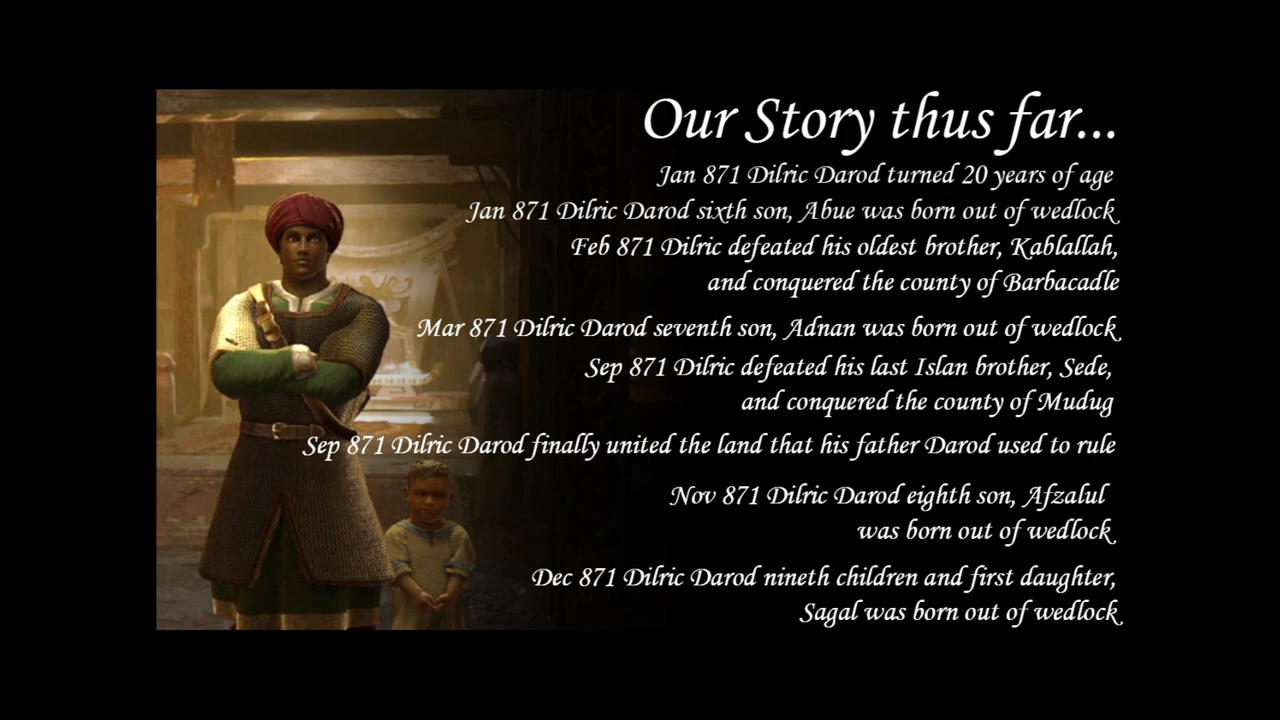 Our Story thus far...
Jan 871 Dilric Darod turned 20 years of age
Jan 871 Dilric Darod sixth son, Abue was born out of wedlock
Feb 871 Dilric defeated his oldest brother, Kablallah,
and conquered the county of Barbacadle
Mar 871 Dilric Darod seventh son, Adnan was born out of wedlock
Sep 871 Dilric defeated his last Islan brother, Sede,
and conquered the county of Mudug
Sep 871 Dilric Darod finally united the land that his father Darod used to rule
Nov 871 Dilric Darod eighth son, Afzalul
was born out of wedlock
Dec 871 Dilric Darod nineth children and first daughter,
Sagal was born out of wedlock